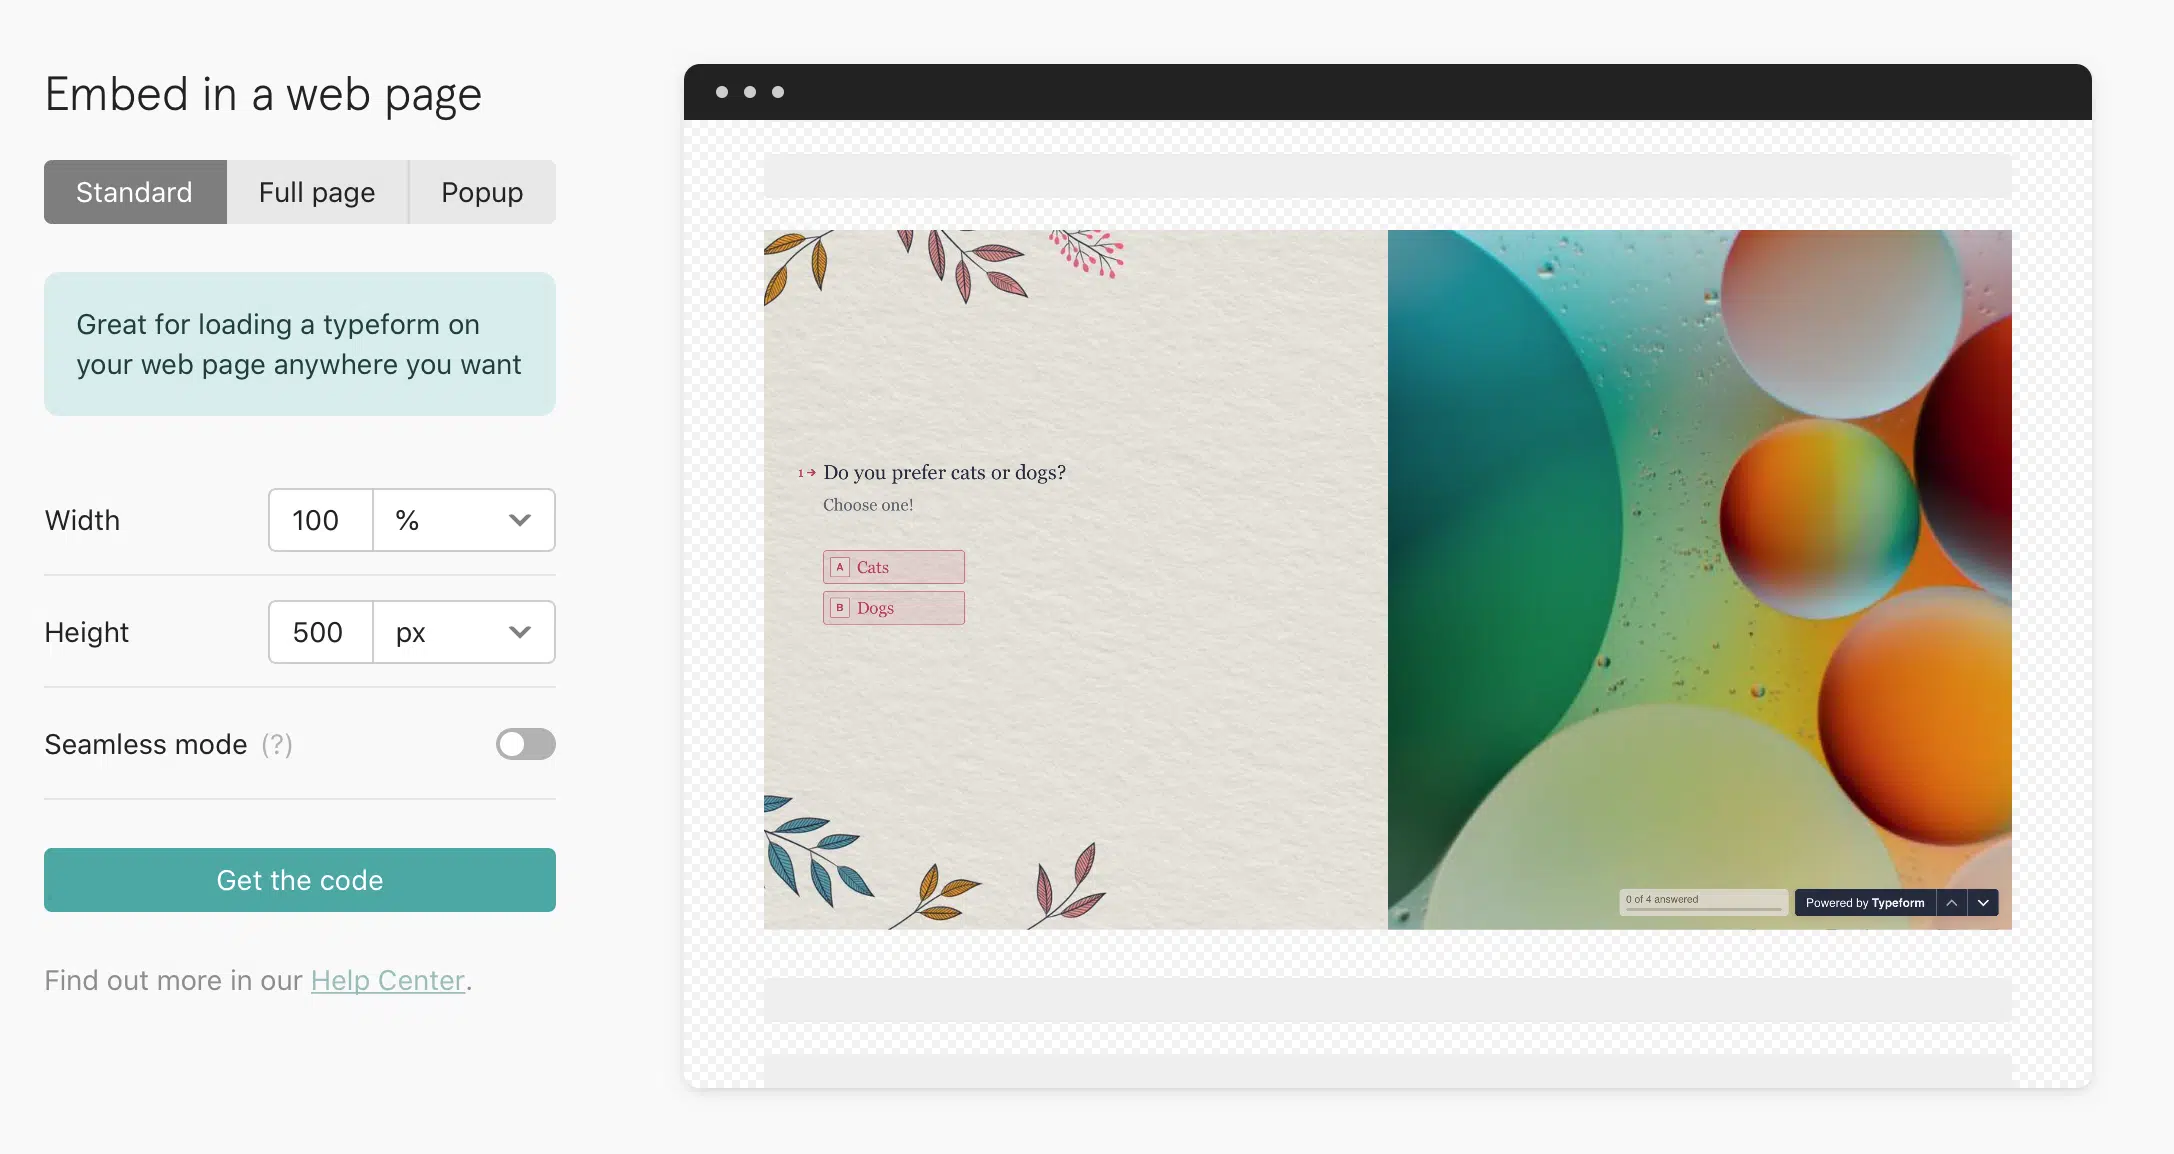 Embed in a web page
Standard
Full page
Popup
Great for loading a typeform on
your web page anywhere you want
Width
100
%
Height
500
px
Seamless mode (?)
Get the code
Find out more in our Help Center.
1 → Do you prefer cats or dogs?
Choose one!
A Cats
B Dogs
0 of 4 answered
Powered by Typeform